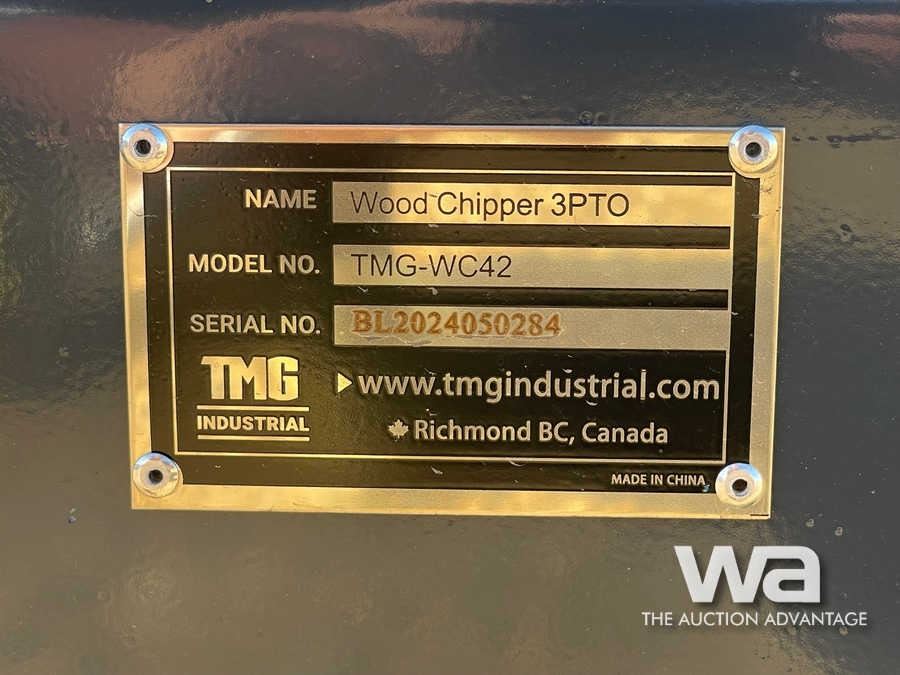 NAME Wood Chipper 3PTO
MODEL NO. TMG-WC42
SERIAL NO. BL2024050284
TMG
INDUSTRIAL
www.tmgindustrial.com
Richmond BC, Canada
MADE IN CHINA
wa
THE AUCTION ADVANTAGE